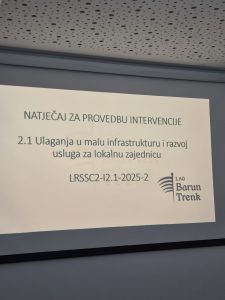 NATJEČAJ ZA PROVEDBU INTERVENCIJE
2.1 Ulaganja u malu infrastrukturu i razvoj
usluga za lokalnu zajednicu
LRSSC2-I2.1-2025-2
LAG
Barun
Trenk